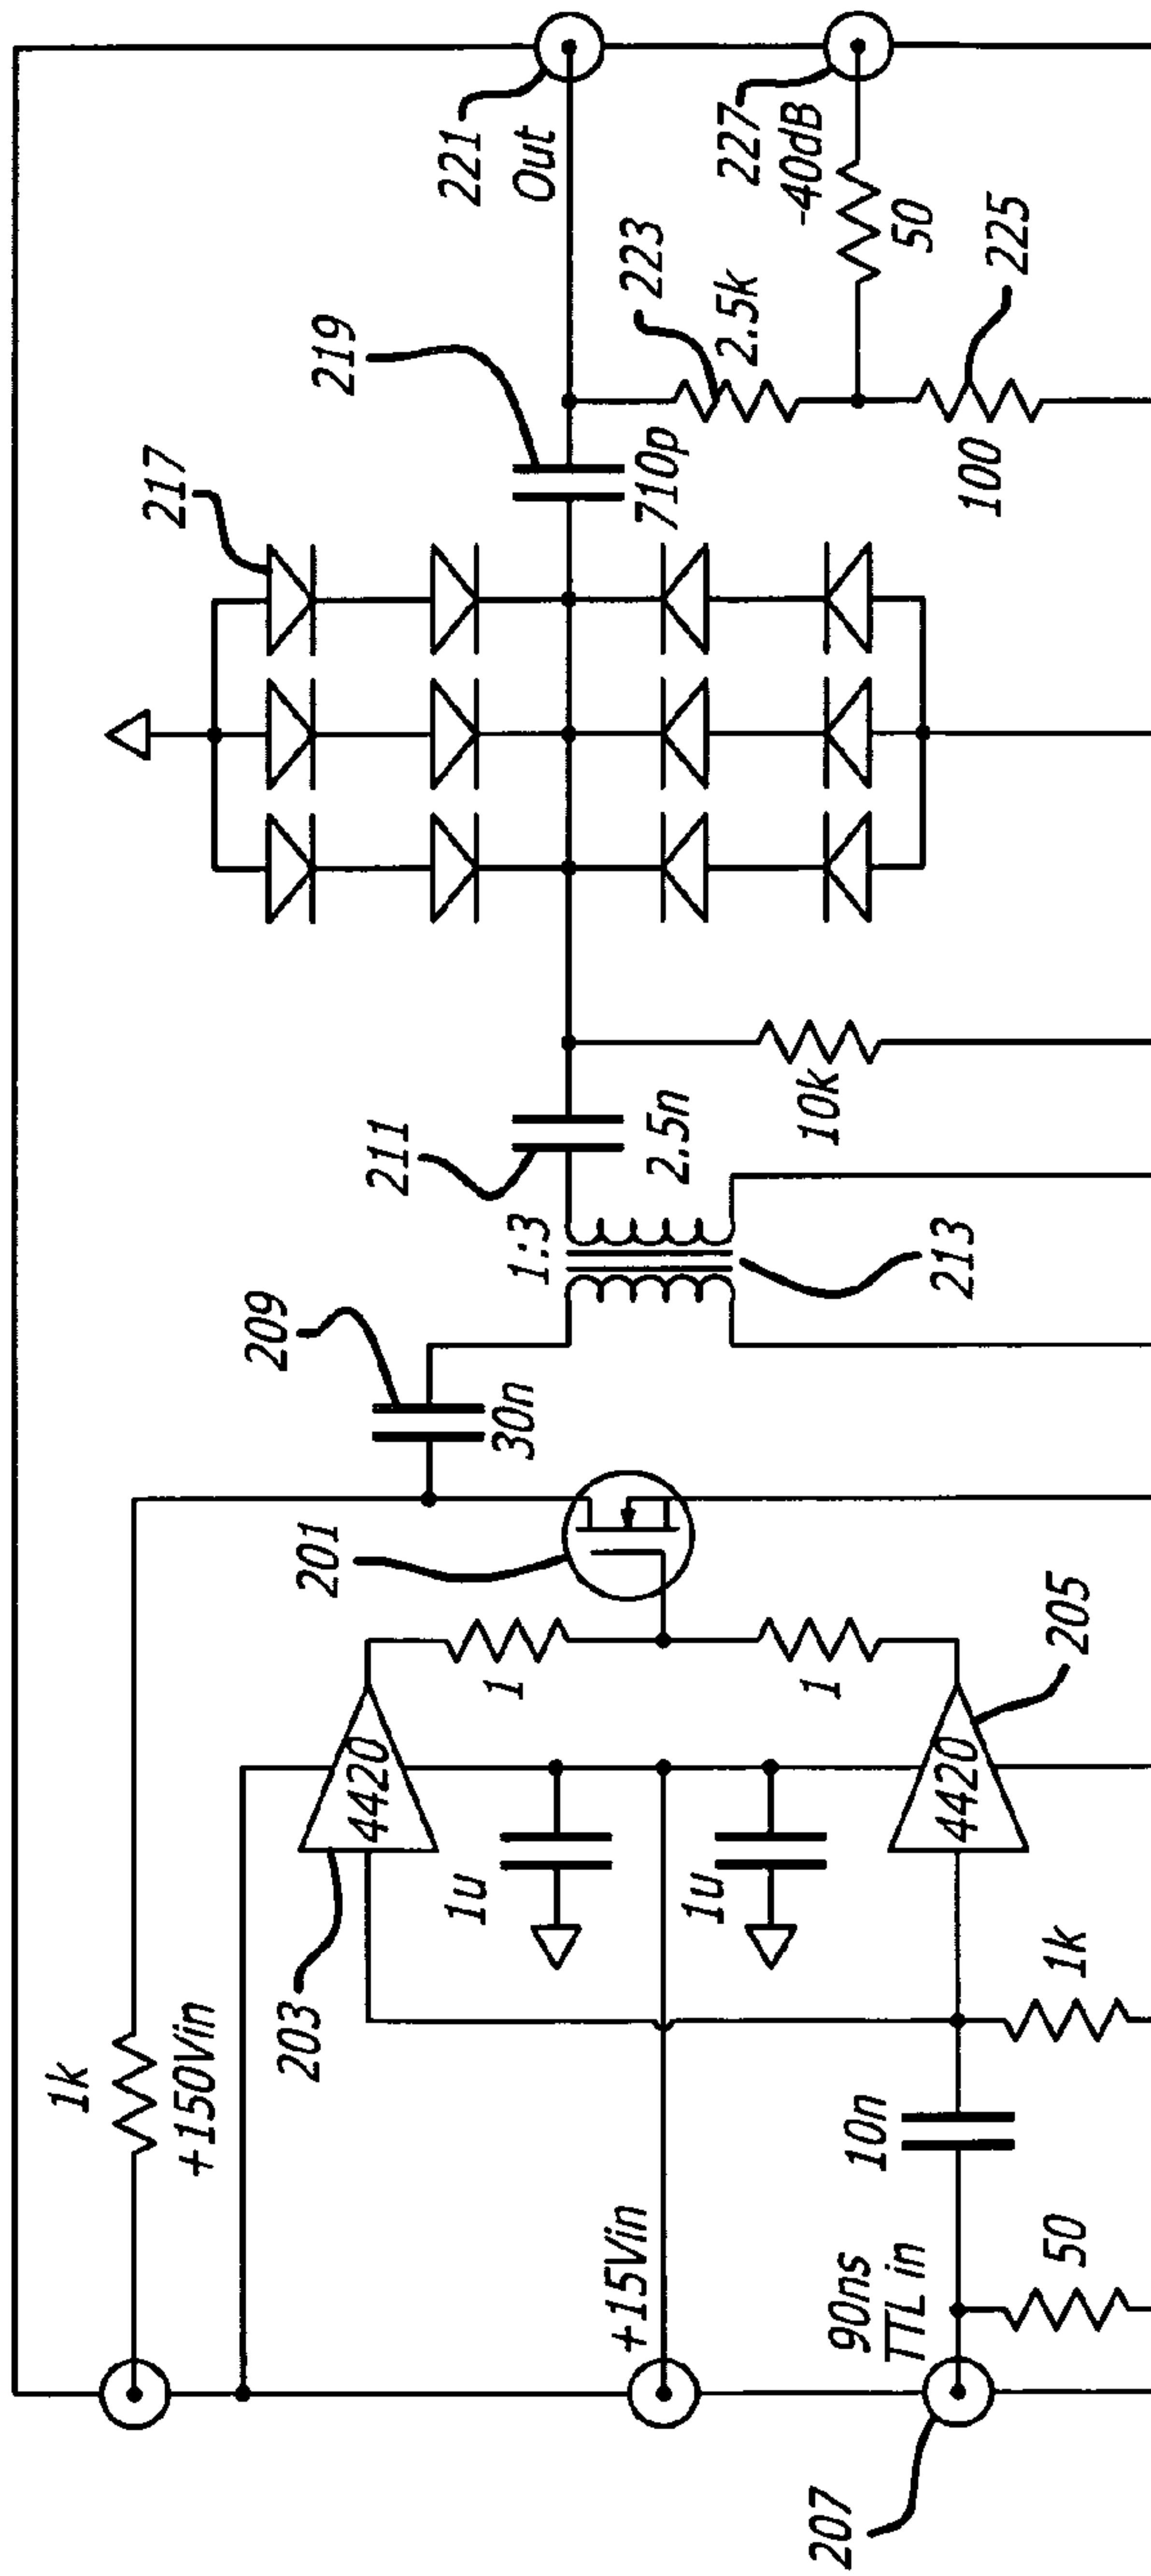 1k
+150Vin
203
4420
1u
1
201
209
30n
1:3
211
2.5n
213
10k
217
219
710p
221
Out
223
2.5k
227
-40dB
50
225
100
+15Vin
1u
1
4420
205
90ns
TTL in
207
10n
50
1k